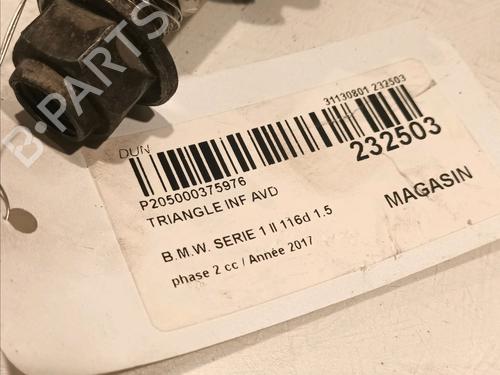 B-PARTS
DUN
31130801 232503
P205000375976
232503
TRIANGLE INF AVD
MAGASIN
B.M.W. SERIE 1 II 116d 1.5
phase 2 cc / Année 2017